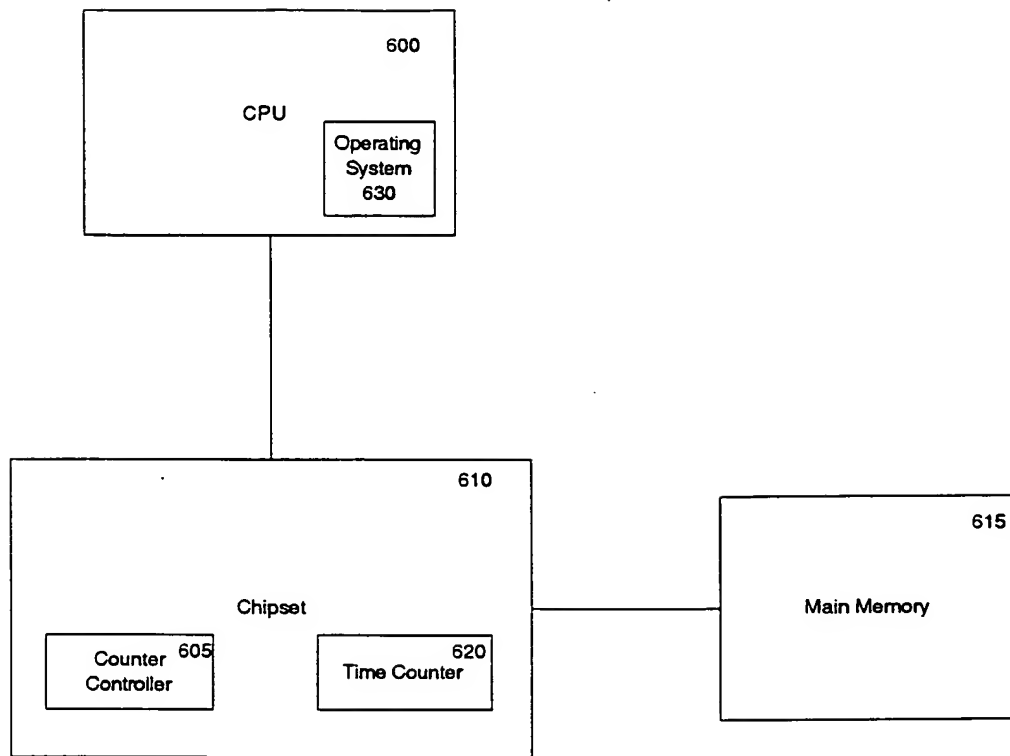 600
CPU
Operating
System
630
610
Chipset
Counter 605
Controller
620
Time Counter
615
Main Memory